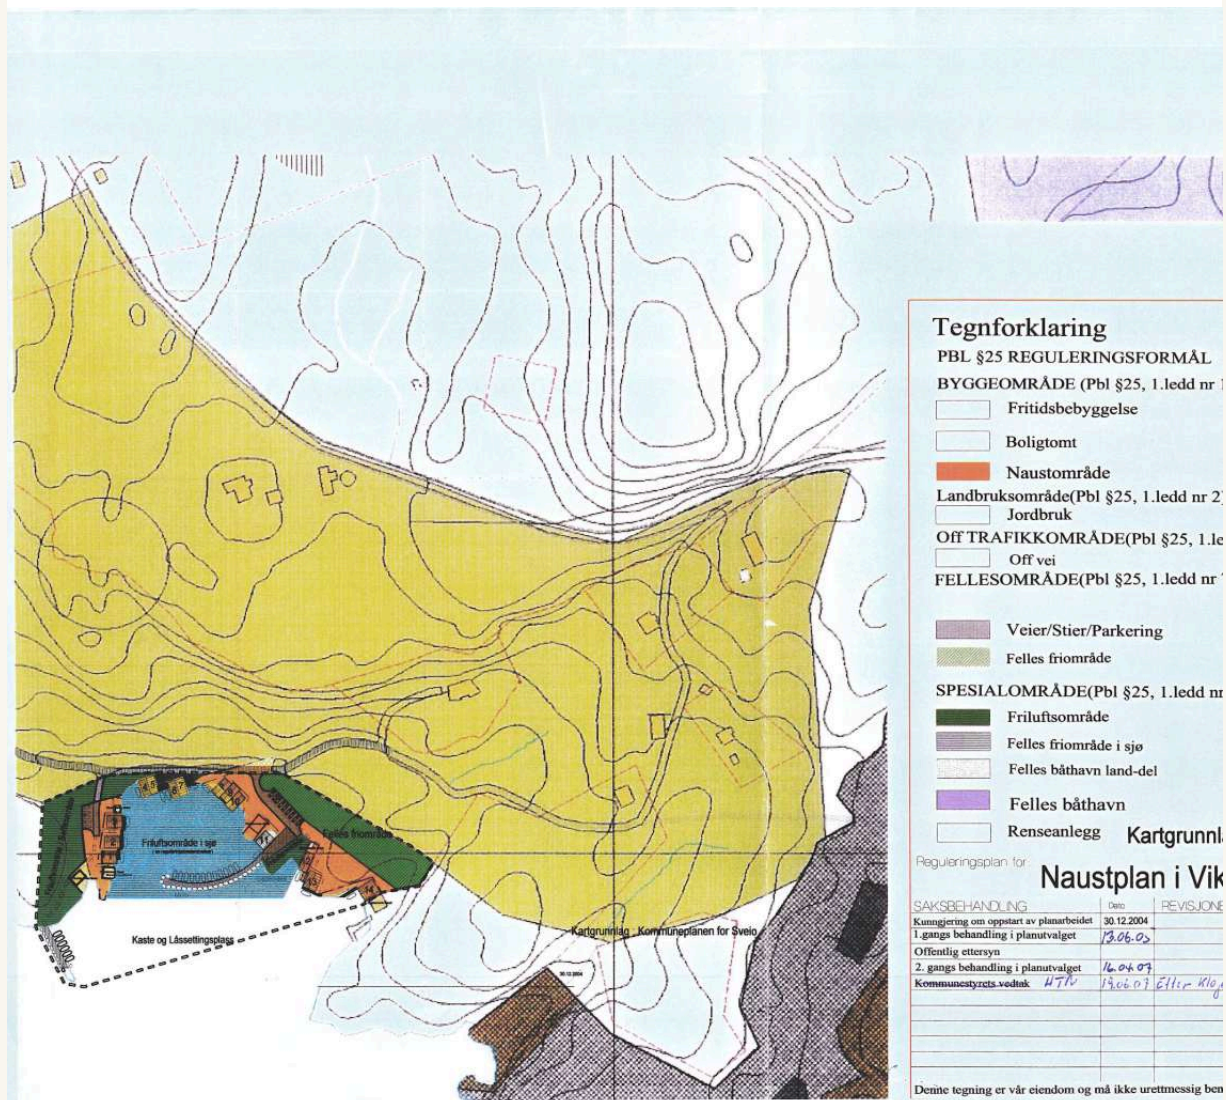 Tegnforklaring
PBL §25 REGULERINGSFORMÅL
BYGGEOMRÅDE (Pbl §25, 1.ledd nr
Fritidsbebyggelse
Boligtomt
Naustområde
Landbruksområde(Pbl §25, 1.ledd nr 2
Jordbruk
Off TRAFIKKOMRÅDE(Pbl §25, 1.le
Off vei
FELLESOMRÅDE(Pbl §25, 1.ledd nr
Veier/Stier/Parkering
Felles friområde
SPESIALOMRÅDE(Pbl §25, 1.ledd nr
Friluftsområde
Felles friområde i sjø
Felles båthavn land-del
Felles båthavn
Renseanlegg
Kartgrunnl
Reguleringsplan for
Naustplan i Vik
SAKSBEHANDLING Dato REVISJONE
Kunngjering om oppstart av planarbeidet 30.12.2004
1.gangs behandling i planutvalget 13.06.05
Offentlig ettersyn
2. gangs behandling i planutvalget 16.04.07
Kommunestyrets vedtak HTN 19.06.07 Etter
Denne tegning er vår eiendom og må ikke urettmessig ben
Friluftsområde i sjø
Felles friområde
14
Kaste og Låssettingsplass
Kartgrunnlag : Kommuneplanen for Sveio
30.12.2004